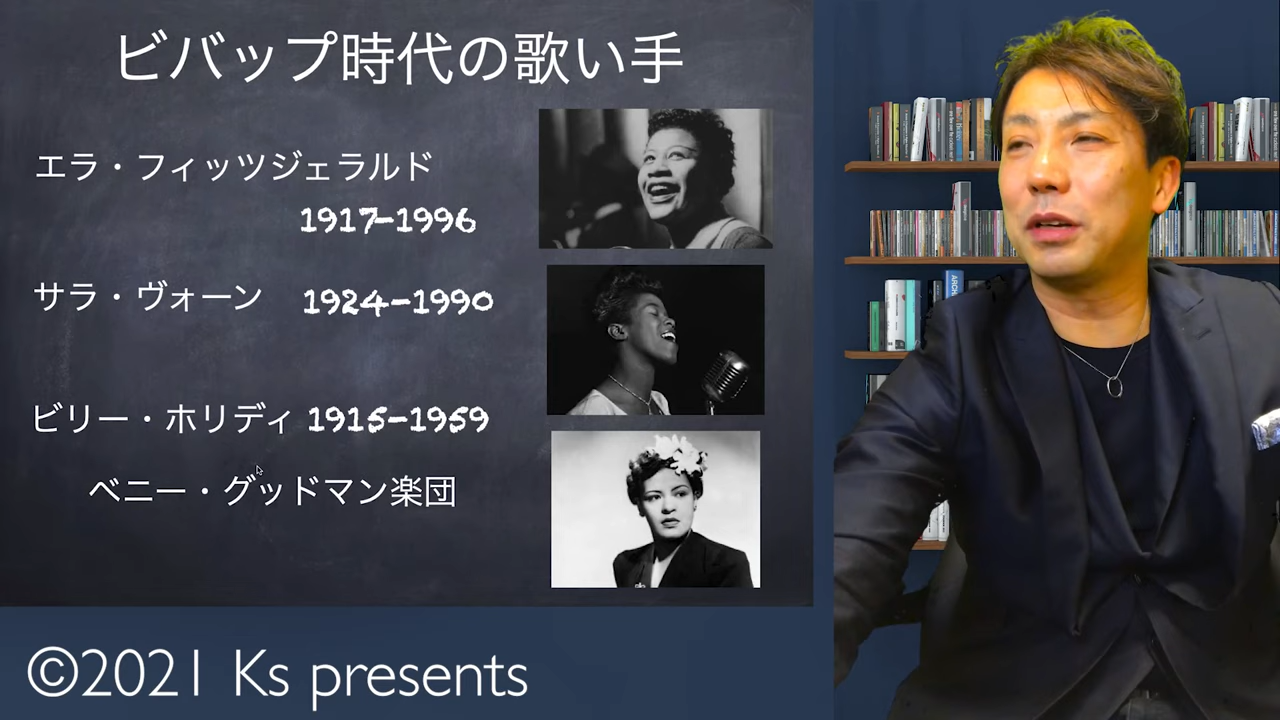 ビバップ時代の歌い手
エラ・フィッツジェラルド
1917-1996
サラ・ヴォーン 1924-1990
ビリー・ホリディ 1915-1959
ベニー・グッドマン楽団
©2021 Ks presents